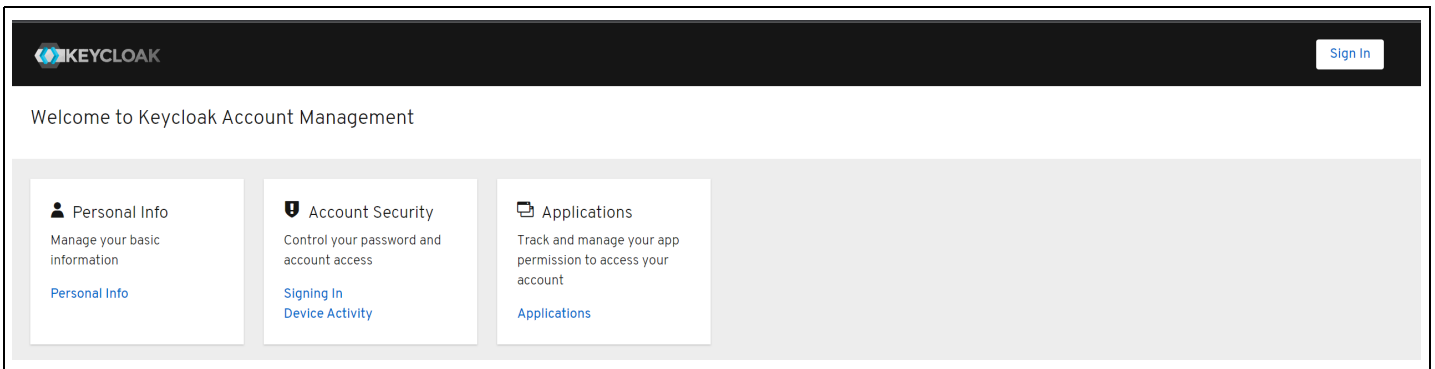 KEYCLOAK
Sign In
Welcome to Keycloak Account Management
Personal Info
Manage your basic
information
Personal Info
Account Security
Control your password and
account access
Signing In
Device Activity
Applications
Track and manage your app
permission to access your
account
Applications